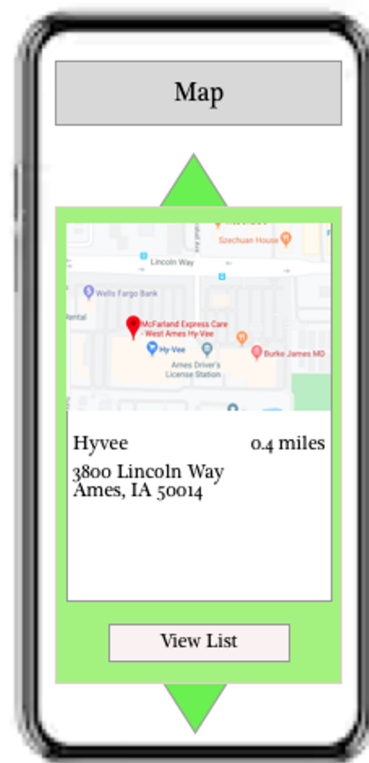 Map
Szechuan House
Lincoln Way
Wells Fargo Bank
ental
McFarland Express Care
- West Ames Hy-Vee
Hy-Vee
Burke James MD
Ames Driver's
License Station
Hyvee 0.4 miles
3800 Lincoln Way
Ames, IA 50014
View List